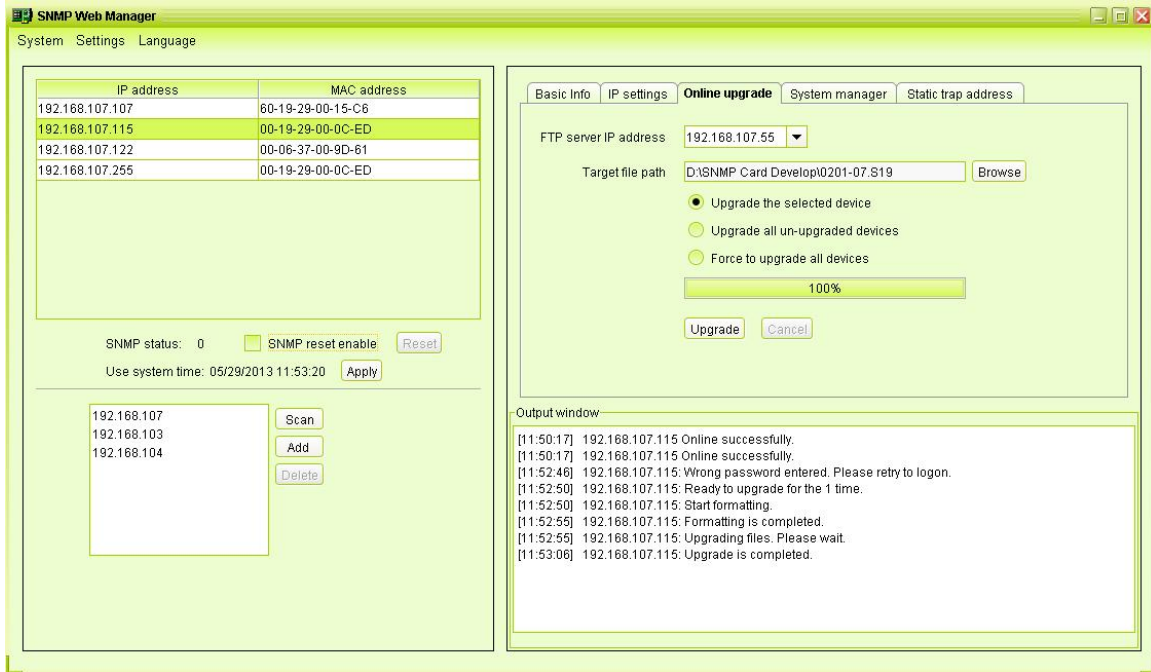 SNMP Web Manager
System Settings Language
IP address MAC address
192.168.107.107 60-19-29-00-15-C6
192.168.107.115 00-19-29-00-0C-ED
192.168.107.122 00-06-37-00-9D-61
192.168.107.255 00-19-29-00-0C-ED
SNMP status: 0 SNMP reset enable Reset
Use system time: 05/29/2013 11:53:20 Apply
192.168.107
192.168.103
192.168.104
Scan
Add
Delete
Basic Info IP settings Online upgrade System manager Static trap address
FTP server IP address 192.168.107.55
Target file path D:\SNMP Card Develop\0201-07.S19 Browse
Upgrade the selected device
Upgrade all un-upgraded devices
Force to upgrade all devices
100%
Upgrade Cancel
Output window
[11:50:17] 192.168.107.115 Online successfully.
[11:50:17] 192.168.107.115 Online successfully.
[11:52:46] 192.168.107.115: Wrong password entered. Please retry to logon.
[11:52:50] 192.168.107.115: Ready to upgrade for the 1 time.
[11:52:50] 192.168.107.115: Start formatting.
[11:52:55] 192.168.107.115: Formatting is completed.
[11:52:55] 192.168.107.115: Upgrading files. Please wait.
[11:53:06] 192.168.107.115: Upgrade is completed.